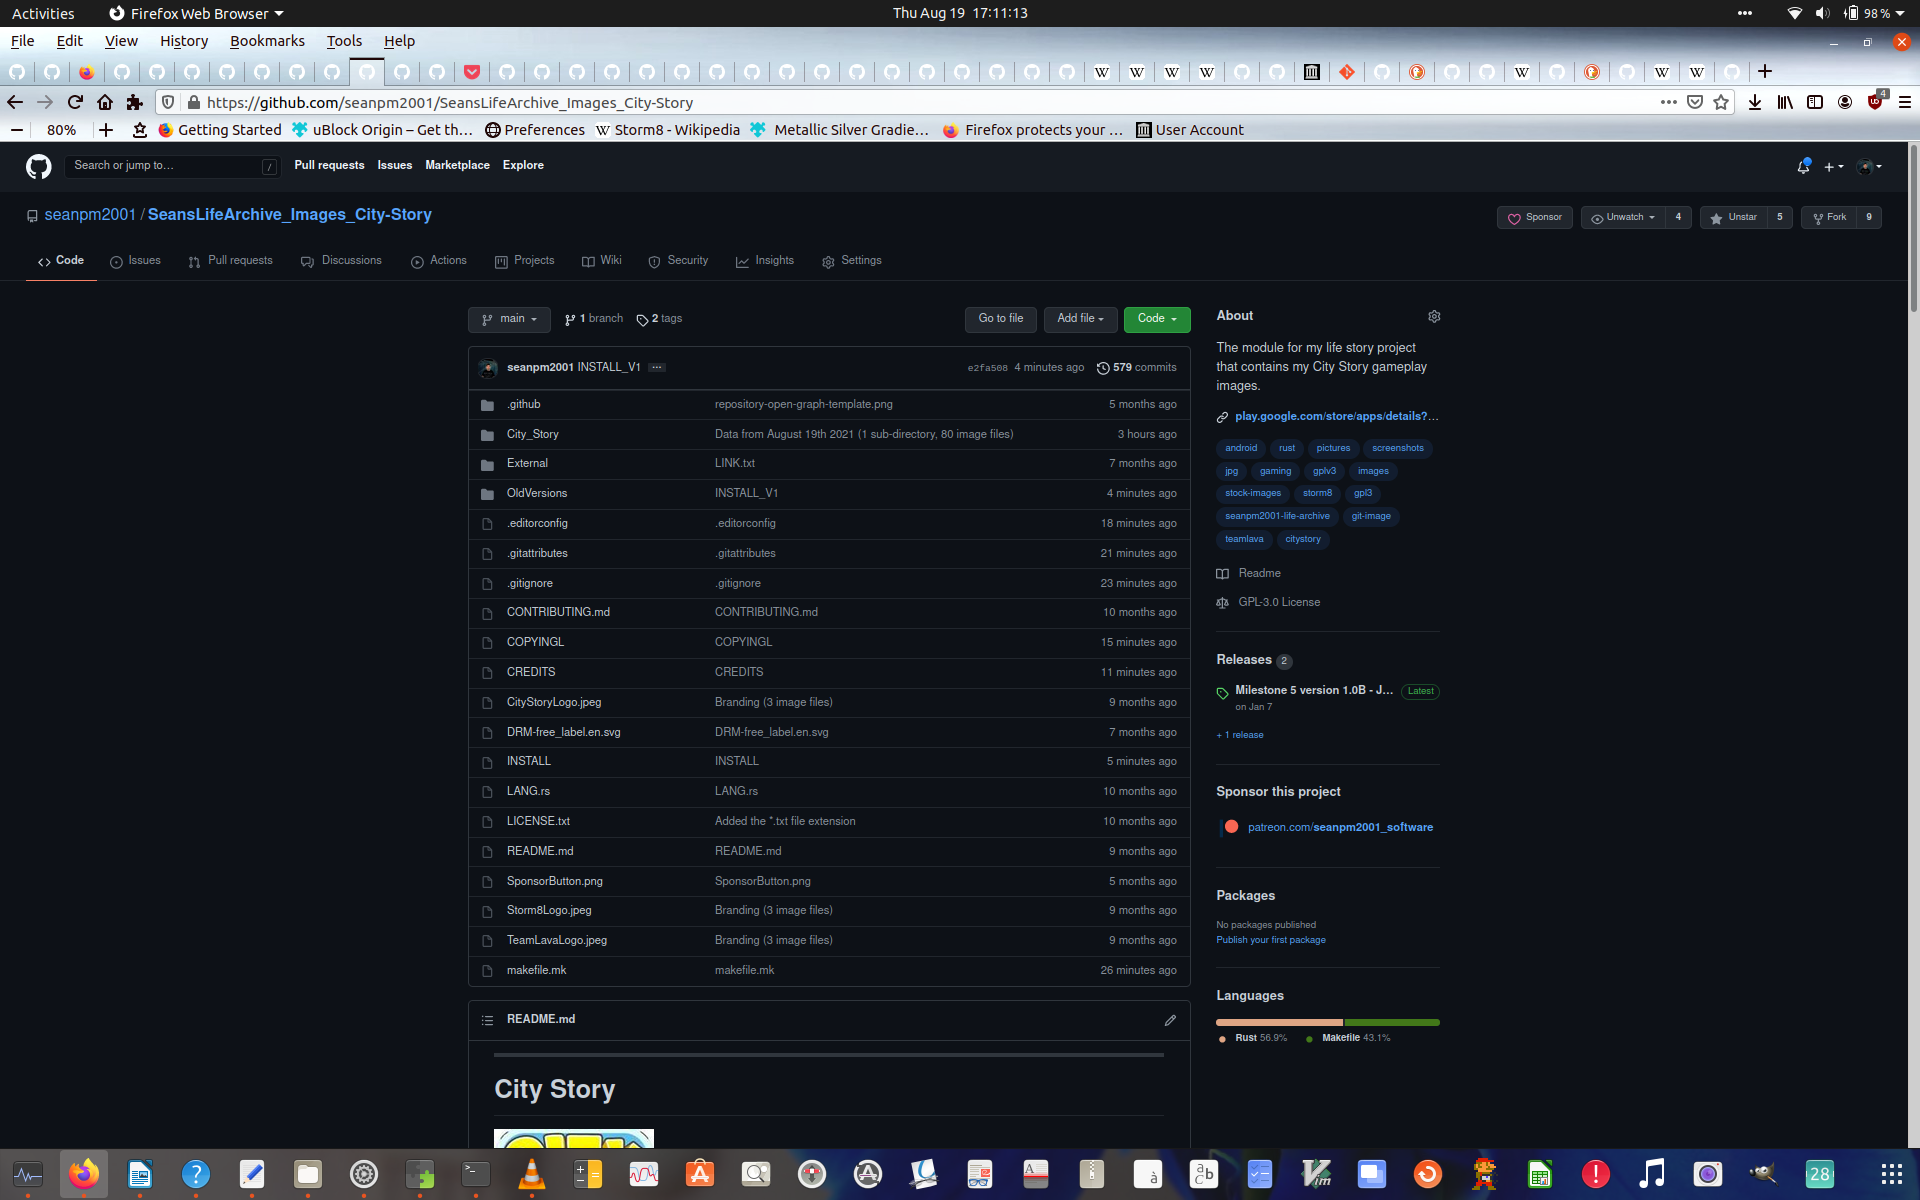 Activities Firefox Web Browser Thu Aug 19 17:11:13 98 %
File Edit View History Bookmarks Tools Help
https://github.com/seanpm2001/SeansLifeArchive_Images_City-Story 4
80% Getting Started uBlock Origin – Get th… Preferences Storm8 - Wikipedia Metallic Silver Gradie… Firefox protects your … User Account
Search or jump to… / Pull requests Issues Marketplace Explore
seanpm2001 / SeansLifeArchive_Images_City-Story Sponsor Unwatch 4 Unstar 5 Fork 9
Code Issues Pull requests Discussions Actions Projects Wiki Security Insights Settings
main 1 branch 2 tags Go to file Add file Code
seanpm2001 INSTALL_V1 … e2fa508 4 minutes ago 579 commits
.github repository-open-graph-template.png 5 months ago
City_Story Data from August 19th 2021 (1 sub-directory, 80 image files) 3 hours ago
External LINK.txt 7 months ago
OldVersions INSTALL_V1 4 minutes ago
.editorconfig .editorconfig 18 minutes ago
.gitattributes .gitattributes 21 minutes ago
.gitignore .gitignore 23 minutes ago
CONTRIBUTING.md CONTRIBUTING.md 10 months ago
COPYINGL COPYINGL 15 minutes ago
CREDITS CREDITS 11 minutes ago
CityStoryLogo.jpeg Branding (3 image files) 9 months ago
DRM-free_label.en.svg DRM-free_label.en.svg 7 months ago
INSTALL INSTALL 5 minutes ago
LANG.rs LANG.rs 10 months ago
LICENSE.txt Added the *.txt file extension 10 months ago
README.md README.md 9 months ago
SponsorButton.png SponsorButton.png 5 months ago
Storm8Logo.jpeg Branding (3 image files) 9 months ago
TeamLavaLogo.jpeg Branding (3 image files) 9 months ago
makefile.mk makefile.mk 26 minutes ago
README.md
City Story
About
The module for my life story project
that contains my City Story gameplay
images.
play.google.com/store/apps/details?…
android rust pictures screenshots
jpg gaming gplv3 images
stock-images storm8 gpl3
seanpm2001-life-archive git-image
teamlava citystory
Readme
GPL-3.0 License
Releases 2
Milestone 5 version 1.0B - J… Latest
on Jan 7
+ 1 release
Sponsor this project
patreon.com/seanpm2001_software
Packages
No packages published
Publish your first package
Languages
Rust 56.9% Makefile 43.1%
28